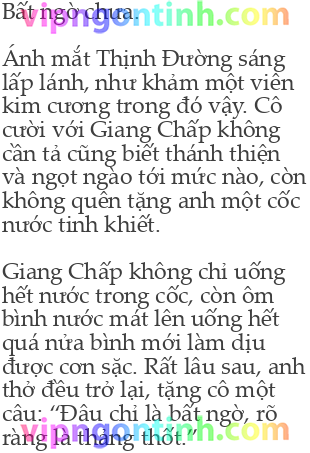 vipngontinh.com
Bất ngờ chưa.
Ánh mắt Thịnh Đường sáng
lấp lánh, như khảm một viên
kim cương trong đó vậy. Cô
cười với Giang Chấp không
cần tả cũng biết thánh thiện
và ngọt ngào tới mức nào, còn
không quên tặng anh một cốc
nước tinh khiết.
Giang Chấp không chỉ uống
hết nước trong cốc, còn ôm
bình nước mát lên uống hết
quá nửa bình mới làm dịu
được cơn sặc. Rất lâu sau, anh
thở đều trở lại, tặng cô một
câu: “Đâu chỉ là bất ngờ, rõ
ràng là thảng thốt.”
vipngontinh.com